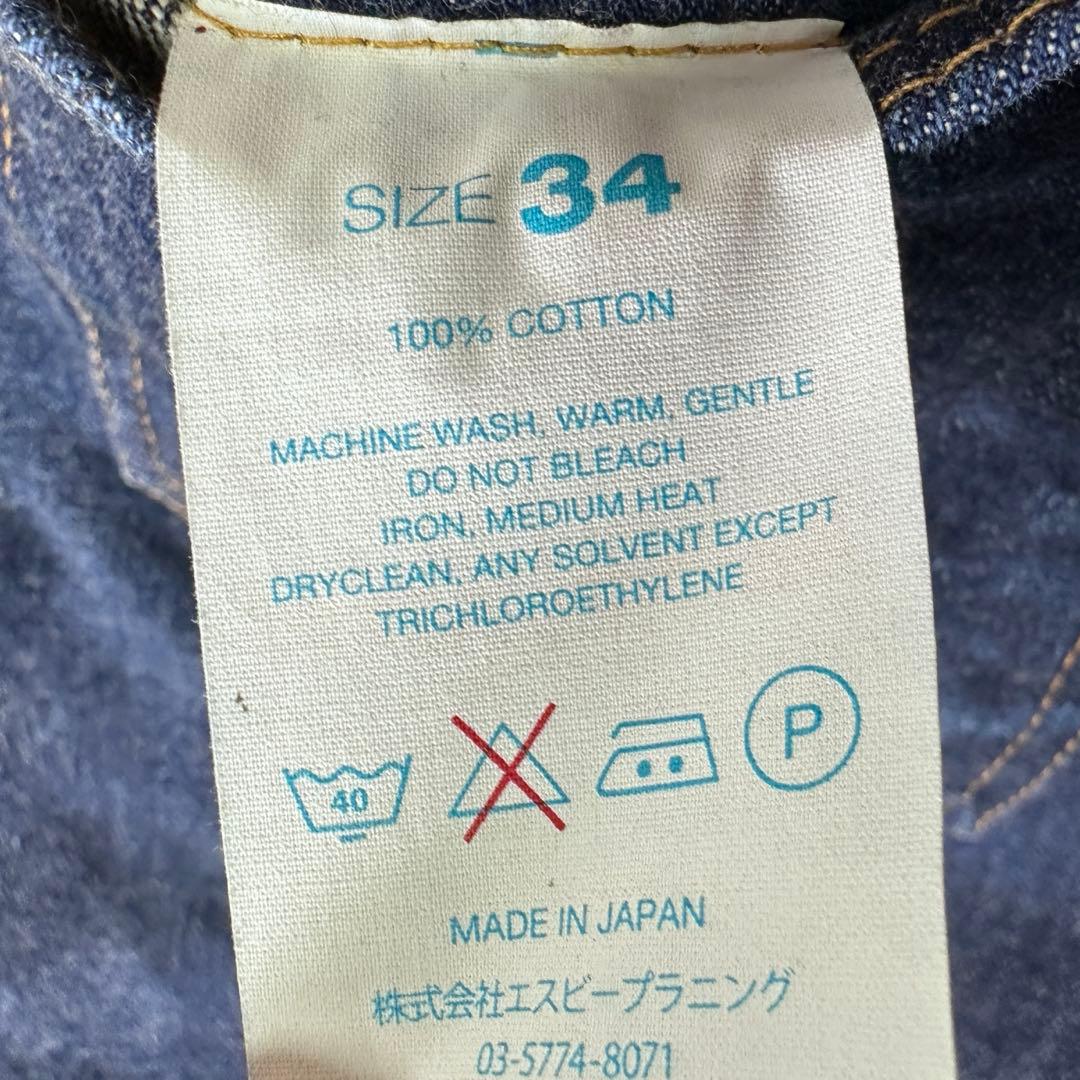 SIZE 34
100% COTTON
MACHINE WASH, WARM, GENTLE
DO NOT BLEACH
IRON, MEDIUM HEAT
DRYCLEAN, ANY SOLVENT EXCEPT
TRICHLOROETHYLENE
40
P
MADE IN JAPAN
株式会社エスビープラニング
03-5774-8071